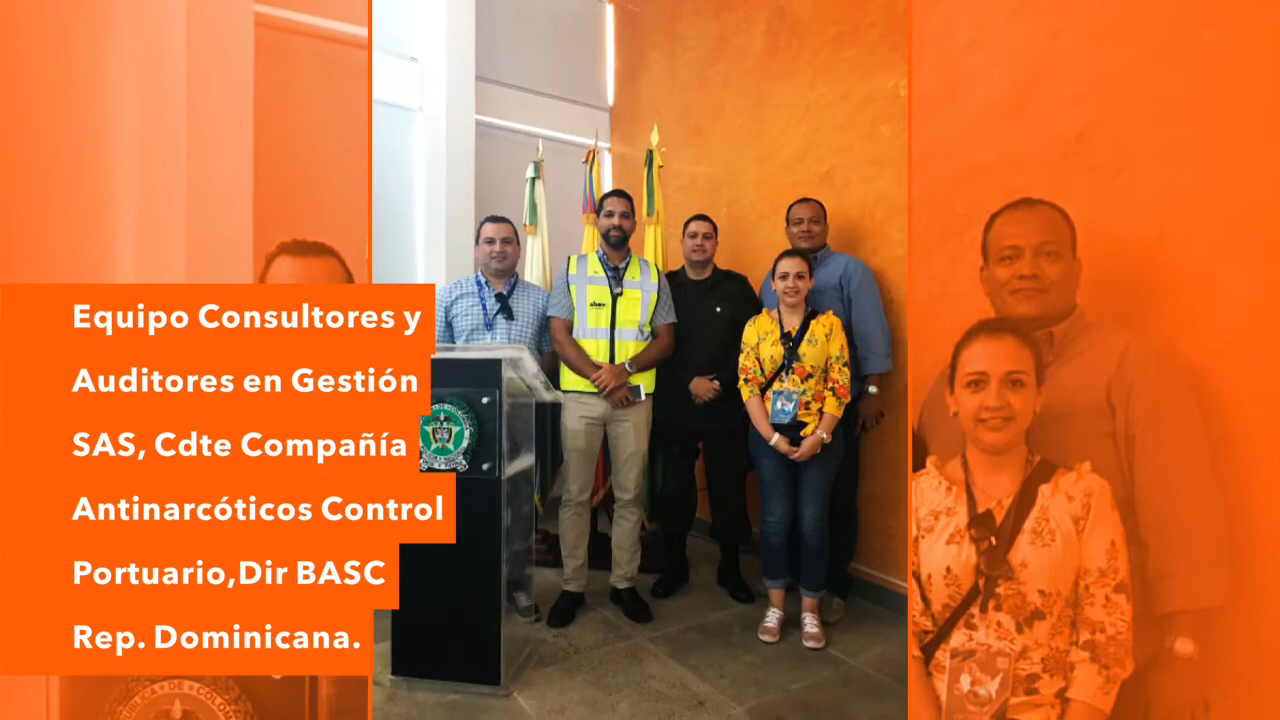 Equipo Consultores y
Auditores en Gestión
SAS, Cdte Compañía
Antinarcóticos Control
Portuario,Dir BASC
Rep. Dominicana.